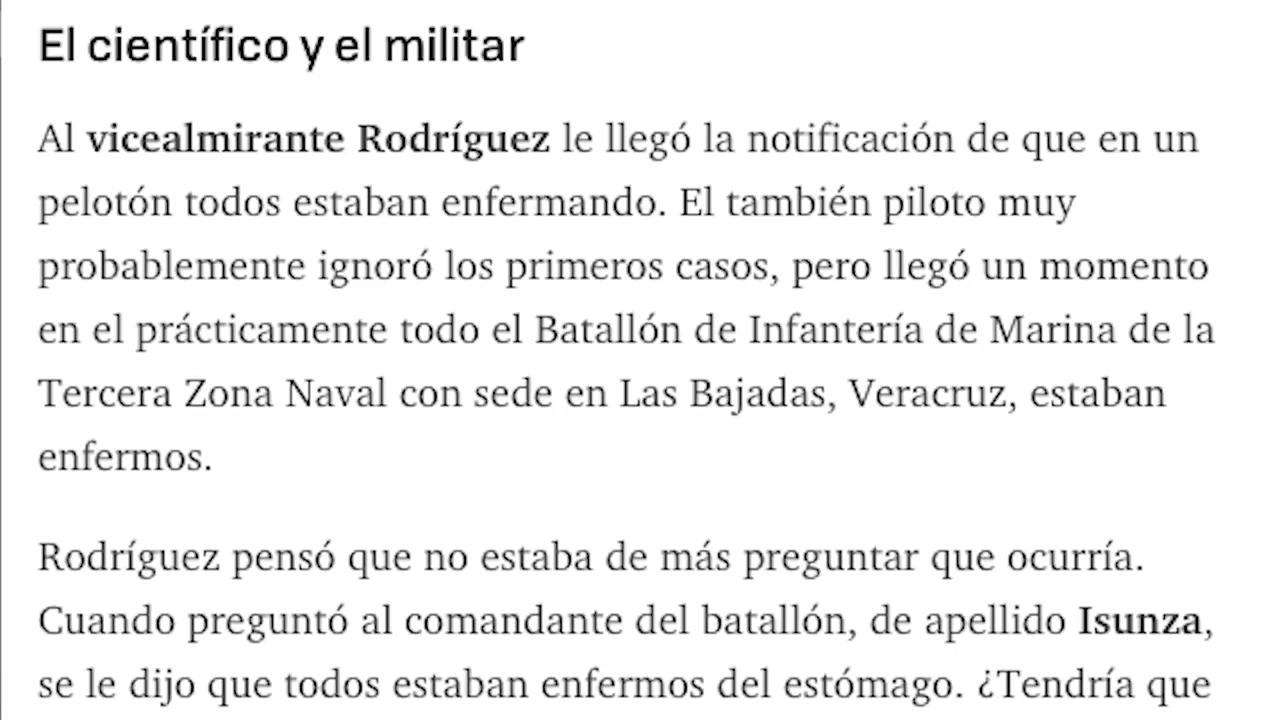 El científico y el militar
Al vicealmirante Rodríguez le llegó la notificación de que en un
pelotón todos estaban enfermando. El también piloto muy
probablemente ignoró los primeros casos, pero llegó un momento
en el prácticamente todo el Batallón de Infantería de Marina de la
Tercera Zona Naval con sede en Las Bajadas, Veracruz, estaban
enfermos.
Rodríguez pensó que no estaba de más preguntar que ocurría.
Cuando preguntó al comandante del batallón, de apellido Isunza,
se le dijo que todos estaban enfermos del estómago. ¿Tendría que